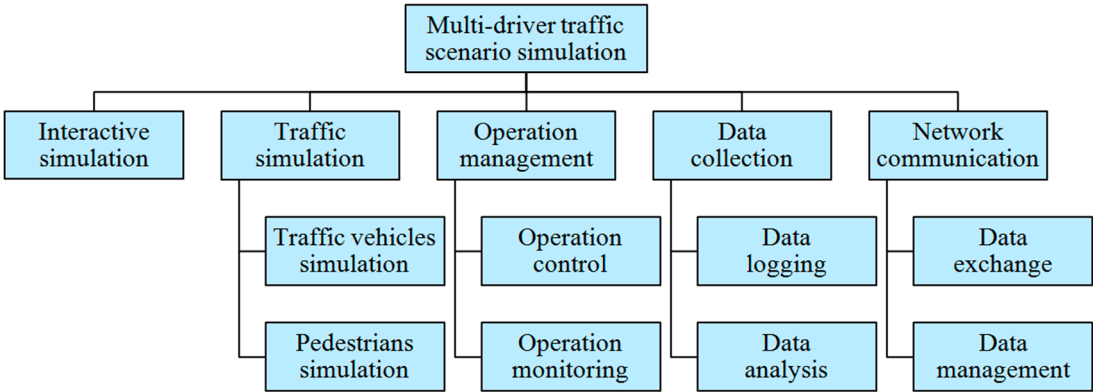 Multi-driver traffic
scenario simulation
Interactive
simulation
Traffic
simulation
Operation
management
Data
collection
Network
communication
Traffic vehicles
simulation
Operation
control
Data
logging
Data
exchange
Pedestrians
simulation
Operation
monitoring
Data
analysis
Data
management